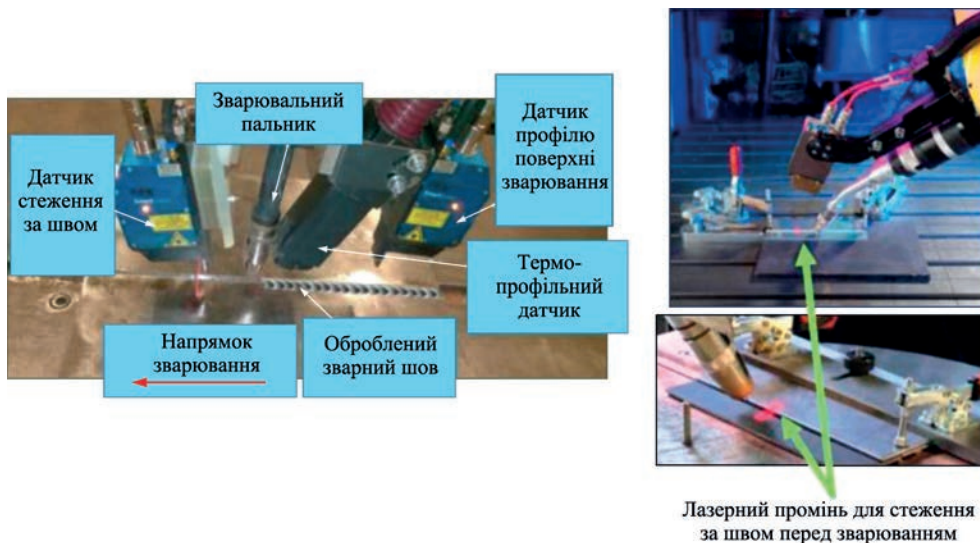 Зварювальний
пальник
Датчик
профілю
поверхні
зварювання
Датчик
стеження
за швом
Термо-
профільний
датчик
Напрямок
зварювання
Оброблений
зварний шов
Лазерний промінь для стеження
за швом перед зварюванням